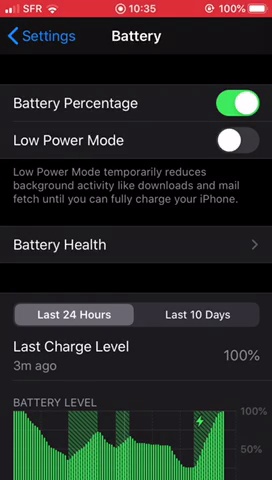 SFR 10:35 100%
Settings Battery
Battery Percentage
Low Power Mode
Low Power Mode temporarily reduces
background activity like downloads and mail
fetch until you can fully charge your iPhone.
Battery Health
Last 24 Hours Last 10 Days
Last Charge Level 100%
3m ago
BATTERY LEVEL
100%
50%